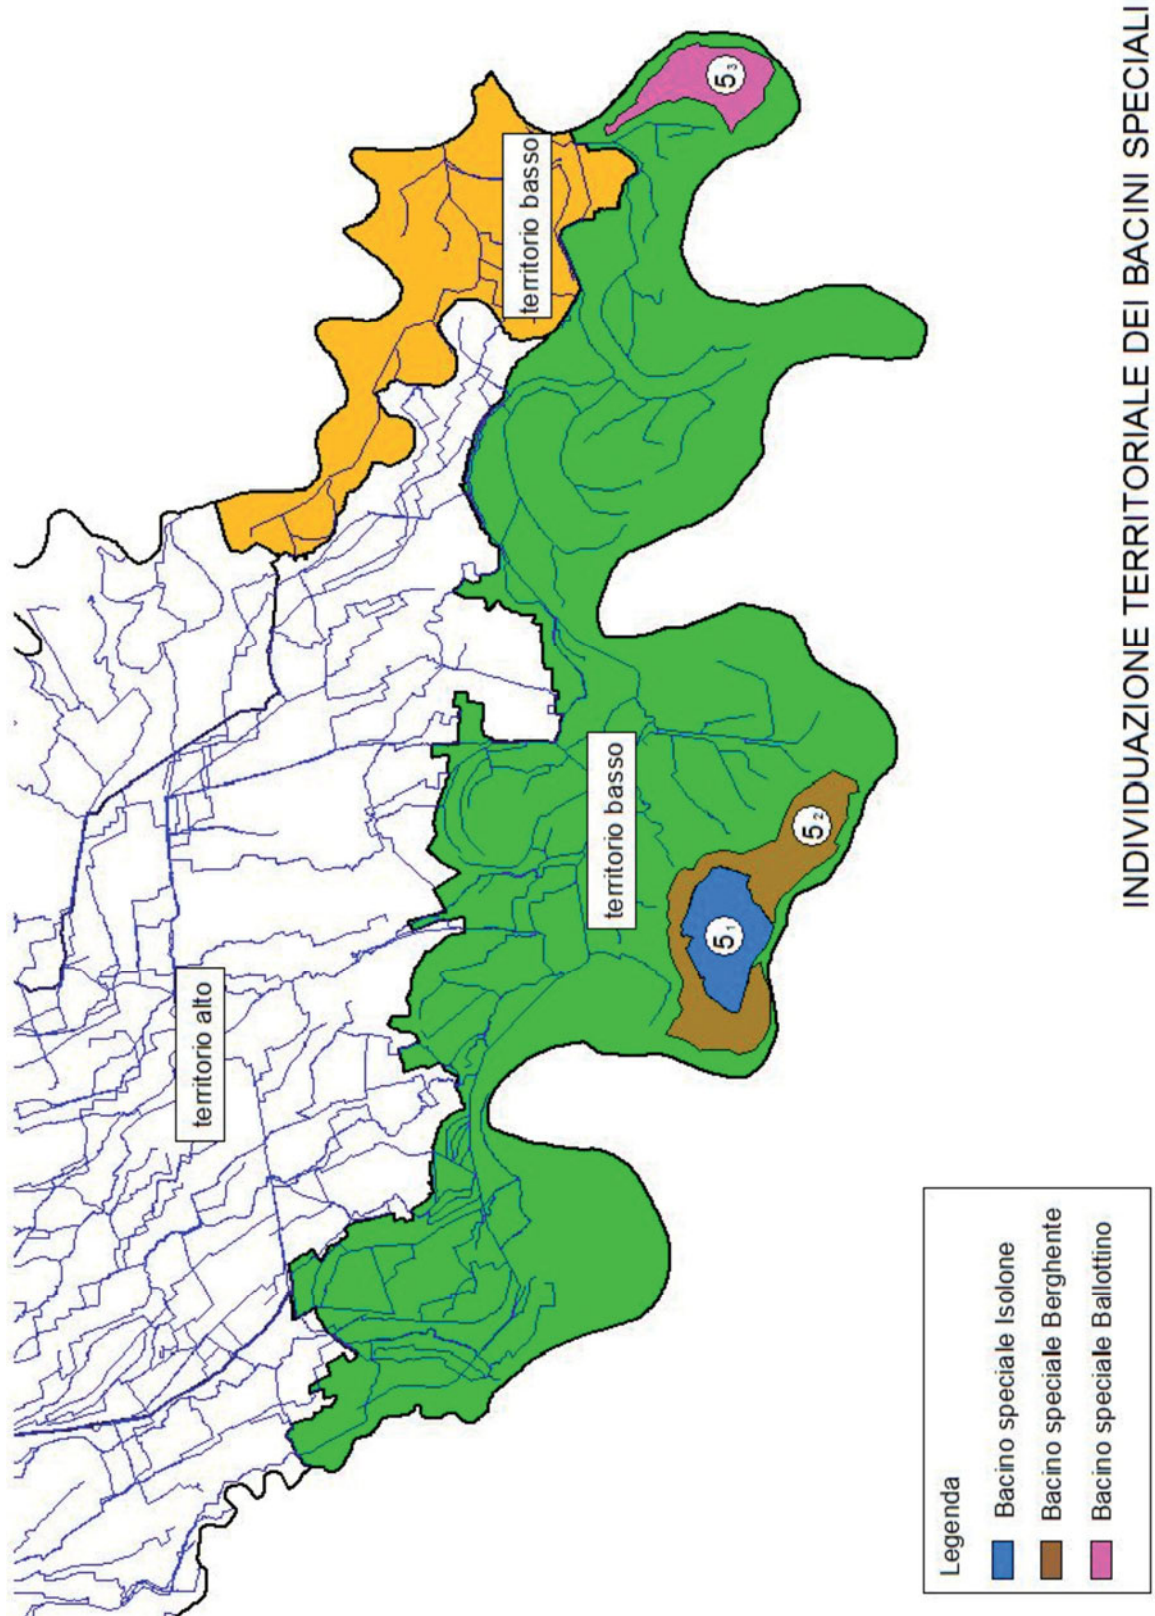 INDIVIDUAZIONE TERRITORIALE DEI BACINI SPECIALI
territorio alto
territorio basso
territorio basso
5₁
5₂
5₃
Legenda
Bacino speciale Isolone
Bacino speciale Berghente
Bacino speciale Ballottino